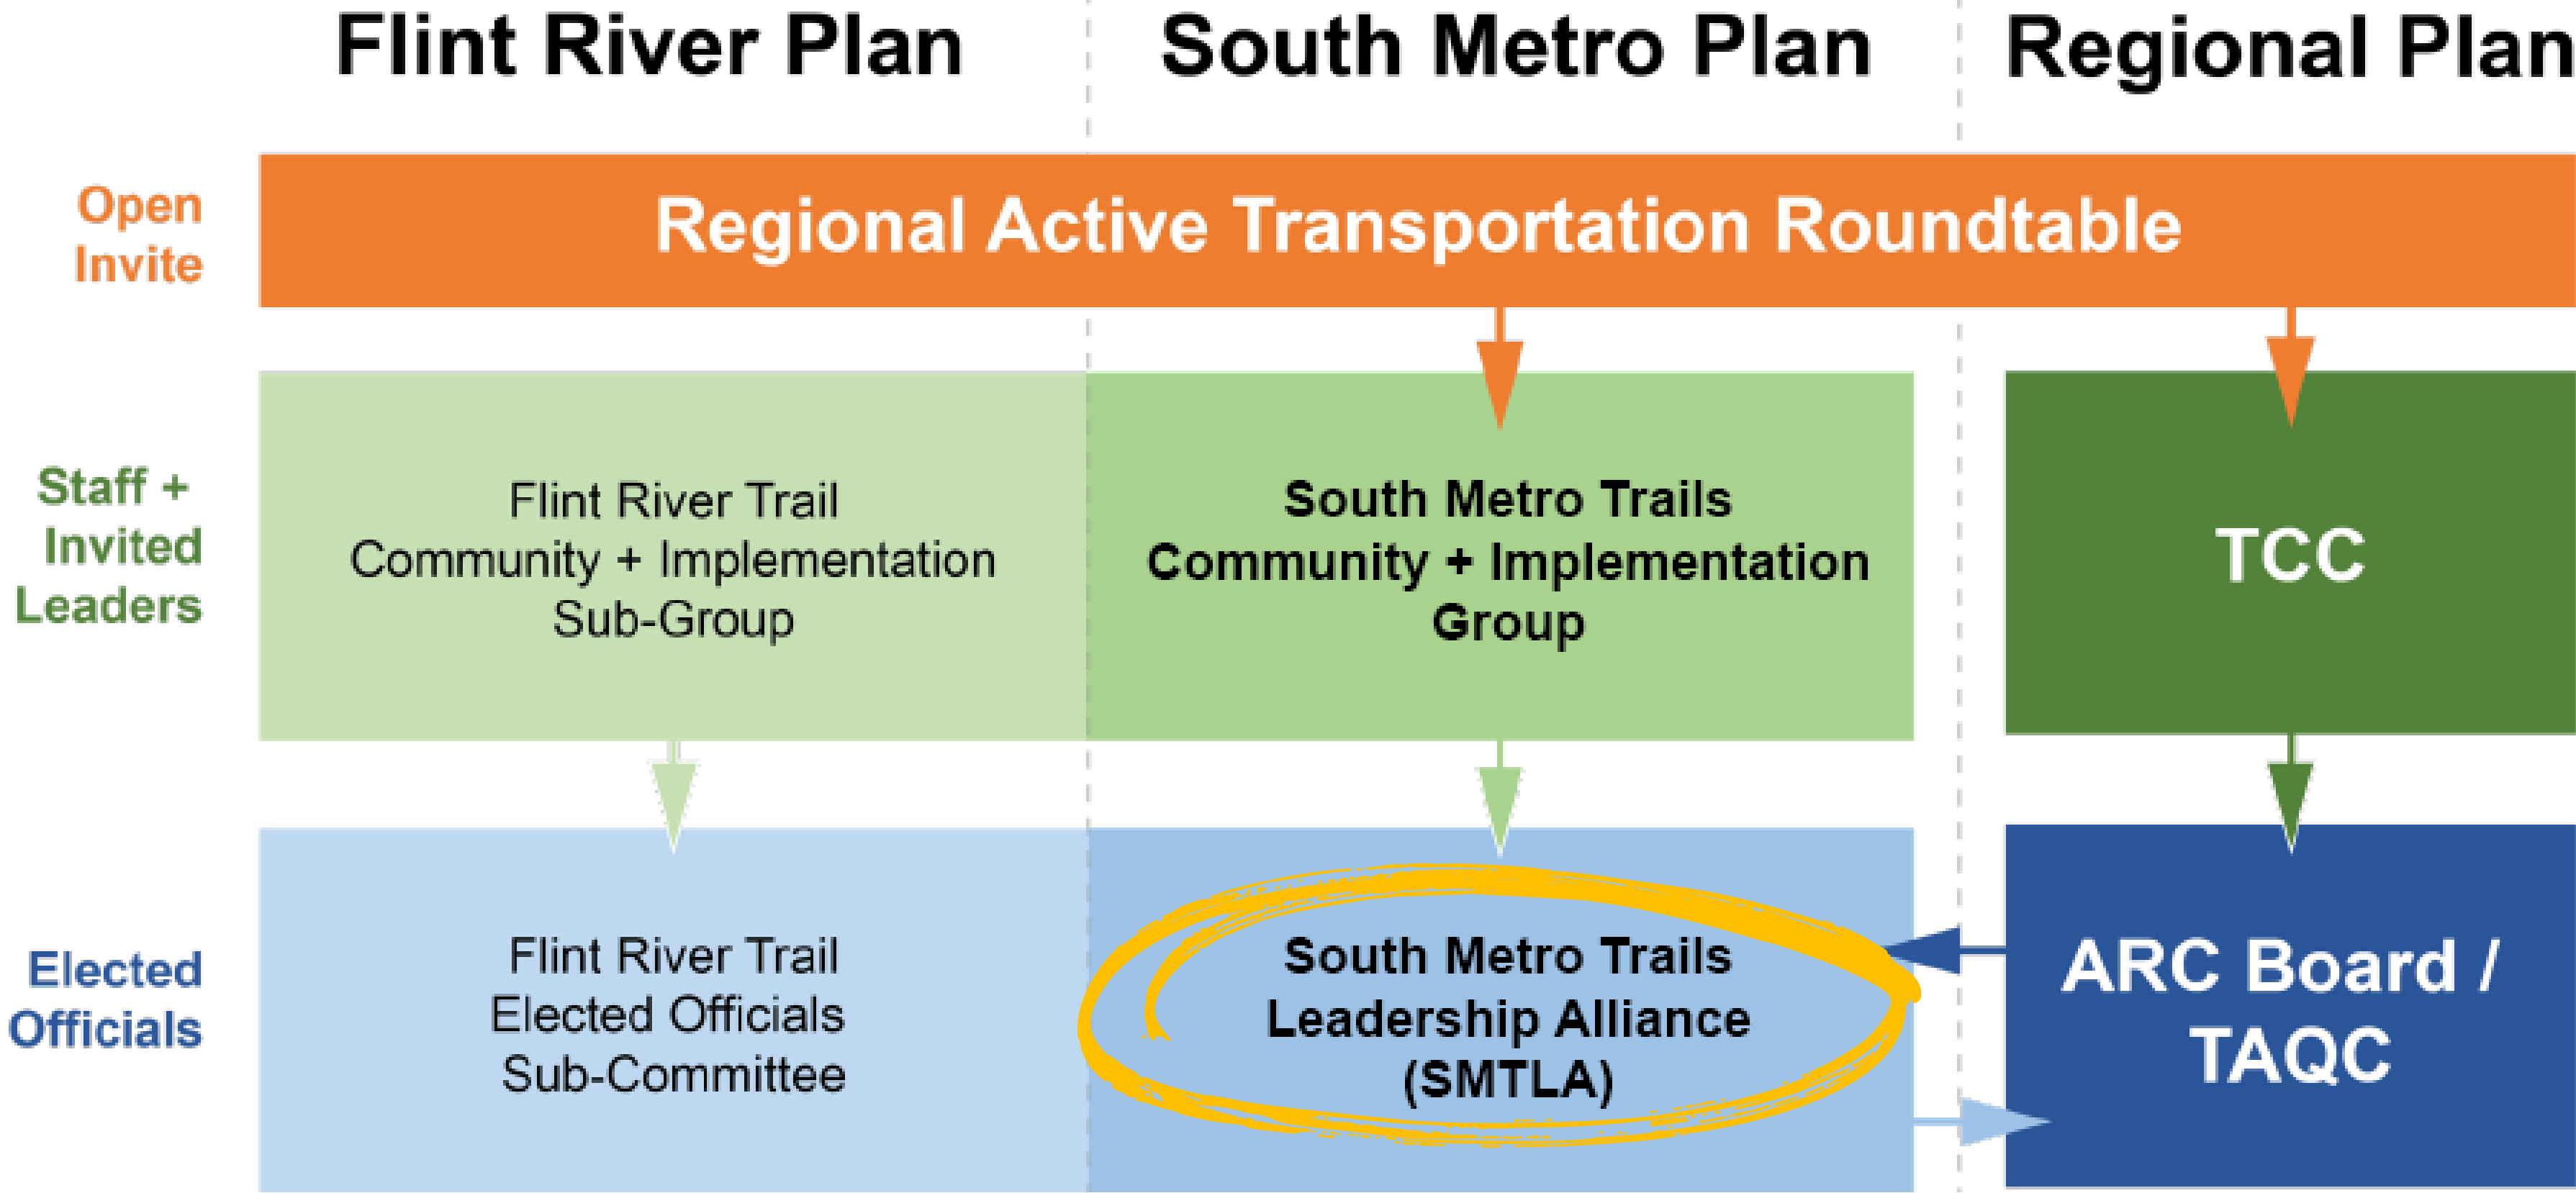 Flint River Plan
South Metro Plan
Regional Plan
Open
Invite
Regional Active Transportation Roundtable
Staff +
Invited
Leaders
Flint River Trail
Community + Implementation
Sub-Group
South Metro Trails
Community + Implementation
Group
TCC
Elected
Officials
Flint River Trail
Elected Officials
Sub-Committee
South Metro Trails
Leadership Alliance
(SMTLA)
ARC Board /
TAQC